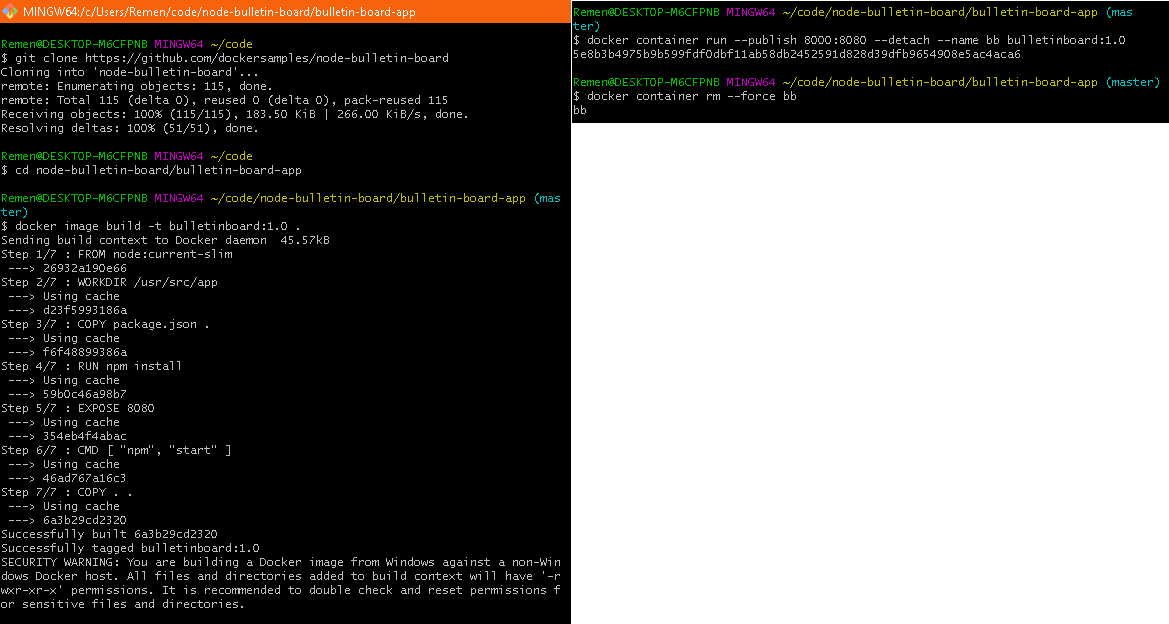 MINGW64:/c/Users/Remen/code/node-bulletin-board/bulletin-board-app
Remen@DESKTOP-M6CFPNB MINGW64 ~/code
$ git clone https://github.com/dockersamples/node-bulletin-board
Cloning into 'node-bulletin-board'...
remote: Enumerating objects: 115, done.
remote: Total 115 (delta 0), reused 0 (delta 0), pack-reused 115
Receiving objects: 100% (115/115), 183.50 KiB | 266.00 KiB/s, done.
Resolving deltas: 100% (51/51), done.
Remen@DESKTOP-M6CFPNB MINGW64 ~/code
$ cd node-bulletin-board/bulletin-board-app
Remen@DESKTOP-M6CFPNB MINGW64 ~/code/node-bulletin-board/bulletin-board-app (mas
ter)
$ docker image build -t bulletinboard:1.0 .
Sending build context to Docker daemon  45.57kB
Step 1/7 : FROM node:current-slim
 ---> 26932a190e66
Step 2/7 : WORKDIR /usr/src/app
 ---> Using cache
 ---> d23f5993186a
Step 3/7 : COPY package.json .
 ---> Using cache
 ---> f6f48899386a
Step 4/7 : RUN npm install
 ---> Using cache
 ---> 59b0c46a98b7
Step 5/7 : EXPOSE 8080
 ---> Using cache
 ---> 354eb4f4abac
Step 6/7 : CMD [ "npm", "start" ]
 ---> Using cache
 ---> 46ad767a16c3
Step 7/7 : COPY . .
 ---> Using cache
 ---> 6a3b29cd2320
Successfully built 6a3b29cd2320
Successfully tagged bulletinboard:1.0
SECURITY WARNING: You are building a Docker image from Windows against a non-Win
dows Docker host. All files and directories added to build context will have '-r
wxr-xr-x' permissions. It is recommended to double check and reset permissions f
or sensitive files and directories.
Remen@DESKTOP-M6CFPNB MINGW64 ~/code/node-bulletin-board/bulletin-board-app (mas
ter)
$ docker container run --publish 8000:8080 --detach --name bb bulletinboard:1.0
5e8b3b4975b9b599fdf0dbf11ab58db2452591d828d39dfb9654908e5ac4aca6
Remen@DESKTOP-M6CFPNB MINGW64 ~/code/node-bulletin-board/bulletin-board-app (master)
$ docker container rm --force bb
bb